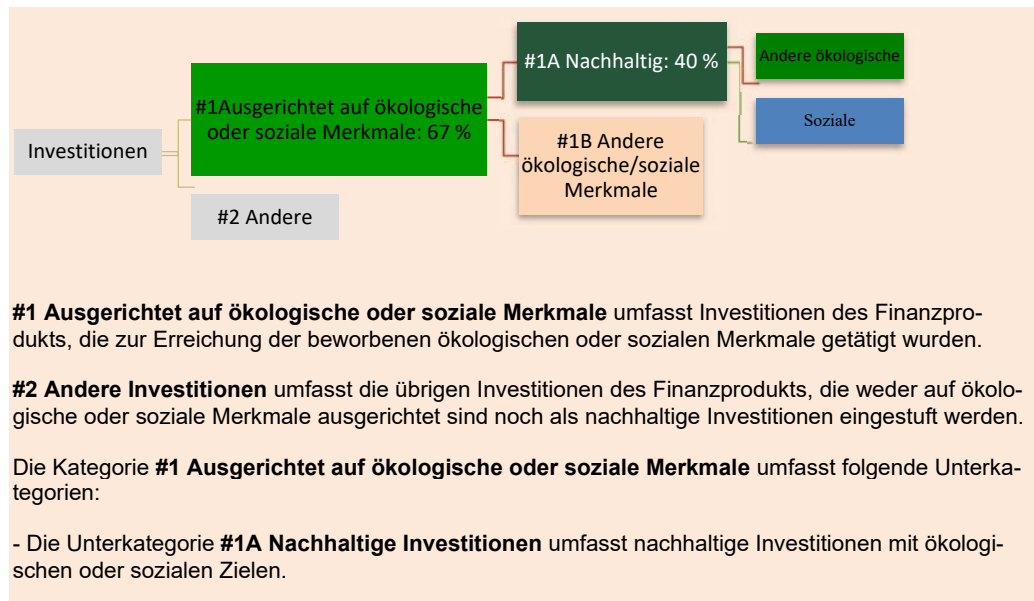 #1A Nachhaltig: 40 %
Andere ökologische
#1Ausgerichtet auf ökologische
oder soziale Merkmale: 67 %
Soziale
Investitionen
#1B Andere
ökologische/soziale
Merkmale
#2 Andere
#1 Ausgerichtet auf ökologische oder soziale Merkmale umfasst Investitionen des Finanzpro-
dukts, die zur Erreichung der beworbenen ökologischen oder sozialen Merkmale getätigt wurden.
#2 Andere Investitionen umfasst die übrigen Investitionen des Finanzprodukts, die weder auf ökolo-
gische oder soziale Merkmale ausgerichtet sind noch als nachhaltige Investitionen eingestuft werden.
Die Kategorie #1 Ausgerichtet auf ökologische oder soziale Merkmale umfasst folgende Unterka-
tegorien:
- Die Unterkategorie #1A Nachhaltige Investitionen umfasst nachhaltige Investitionen mit ökologi-
schen oder sozialen Zielen.